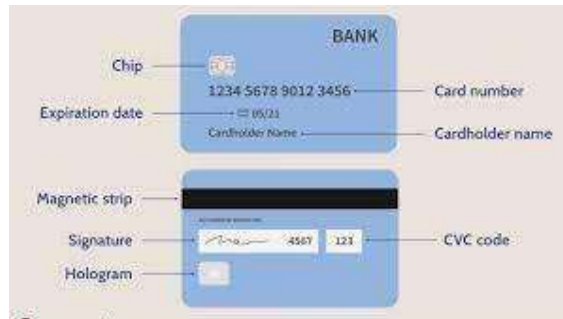 BANK
Chip
1234 5678 9012 3456
Card number
Expiration date
05/21
Cardholder Name
Cardholder name
Magnetic strip
Signature
4567
123
CVC code
Hologram